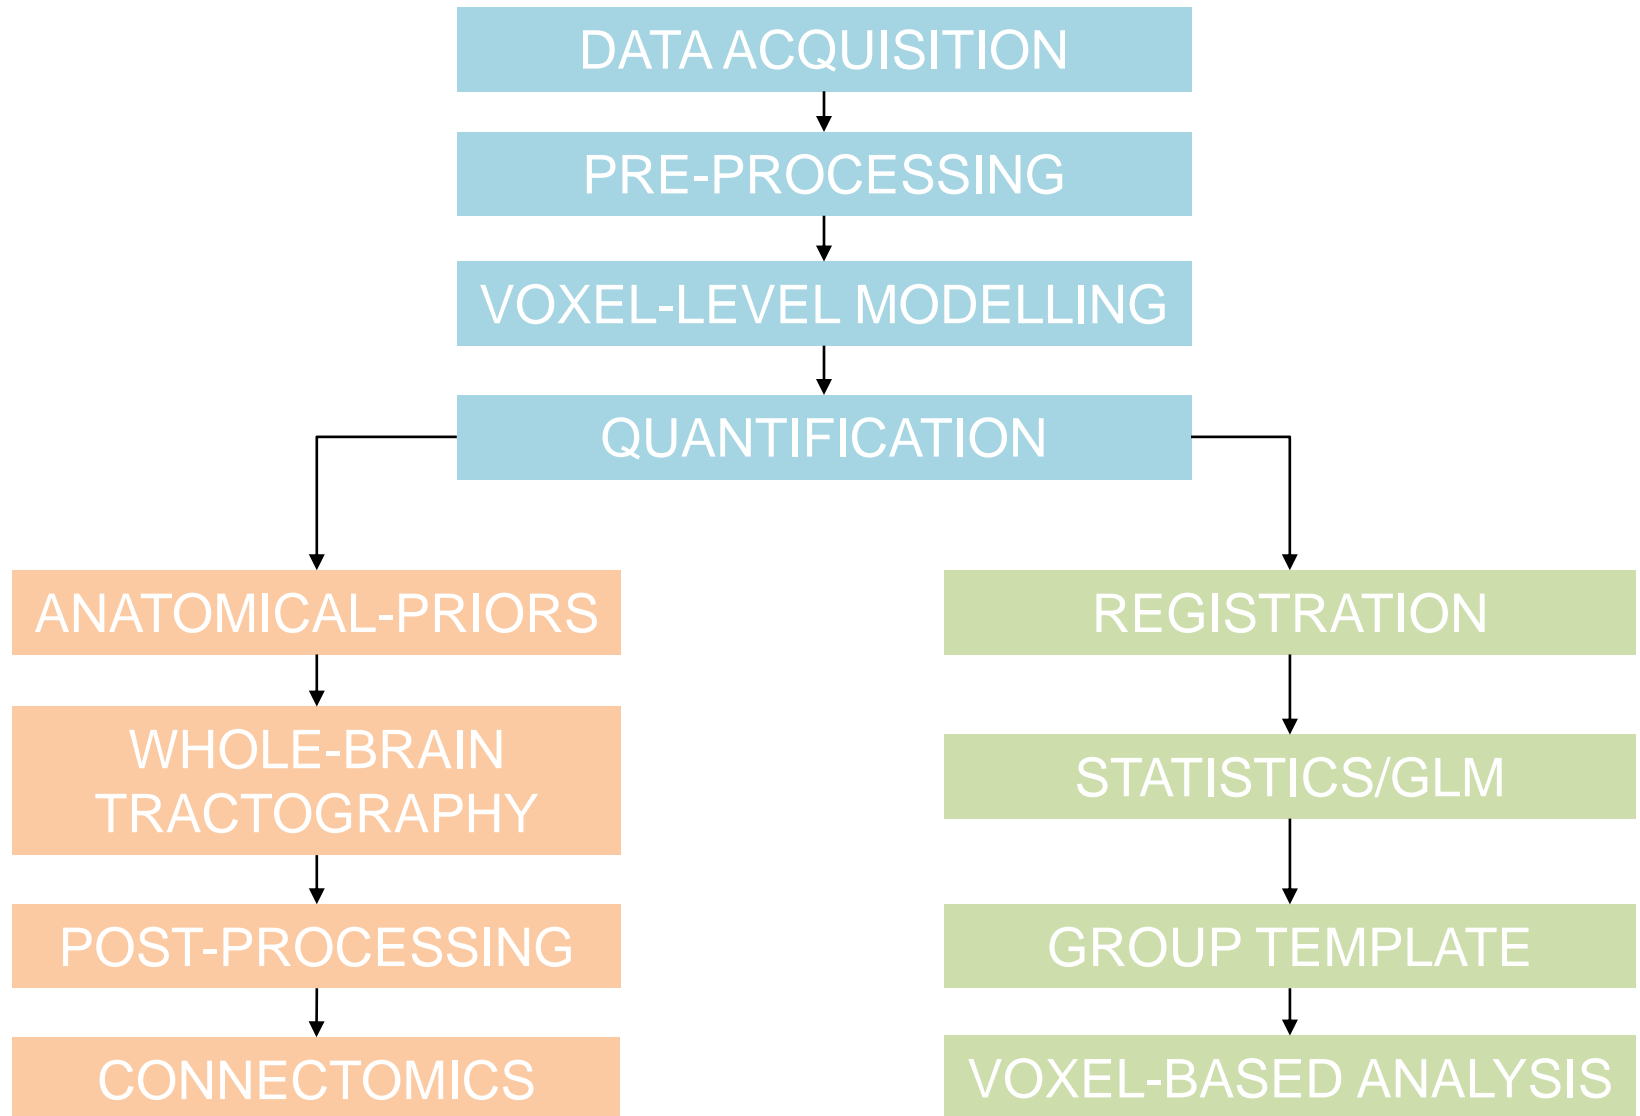 DATA ACQUISITION
PRE-PROCESSING
VOXEL-LEVEL MODELLING
QUANTIFICATION
ANATOMICAL-PRIORS
WHOLE-BRAIN
TRACTOGRAPHY
POST-PROCESSING
CONNECTOMICS
REGISTRATION
STATISTICS/GLM
GROUP TEMPLATE
VOXEL-BASED ANALYSIS